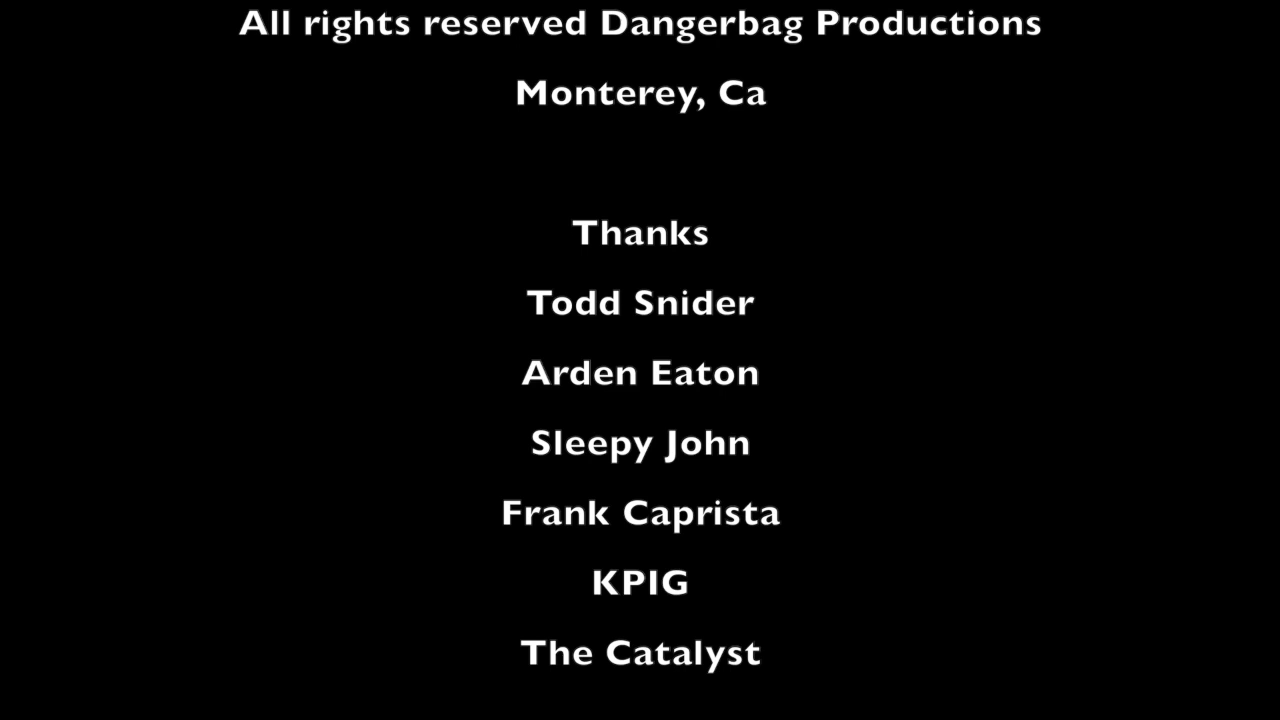 All rights reserved Dangerbag Productions
Monterey, Ca
Thanks
Todd Snider
Arden Eaton
Sleepy John
Frank Caprista
KPIG
The Catalyst